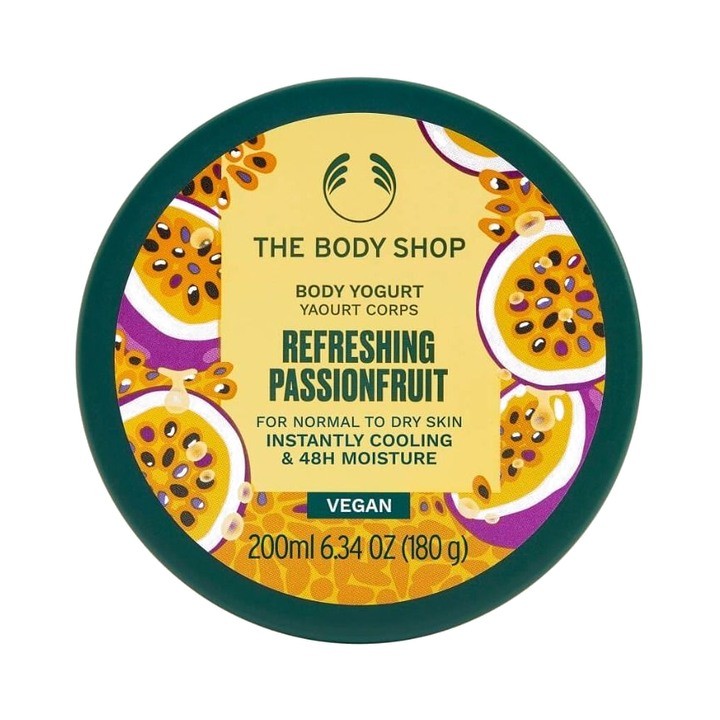 THE BODY SHOP
BODY YOGURT
YAOURT CORPS
REFRESHING
PASSIONFRUIT
FOR NORMAL TO DRY SKIN
INSTANTLY COOLING
& 48H MOISTURE
VEGAN
200ml 6.34 OZ (180 g)